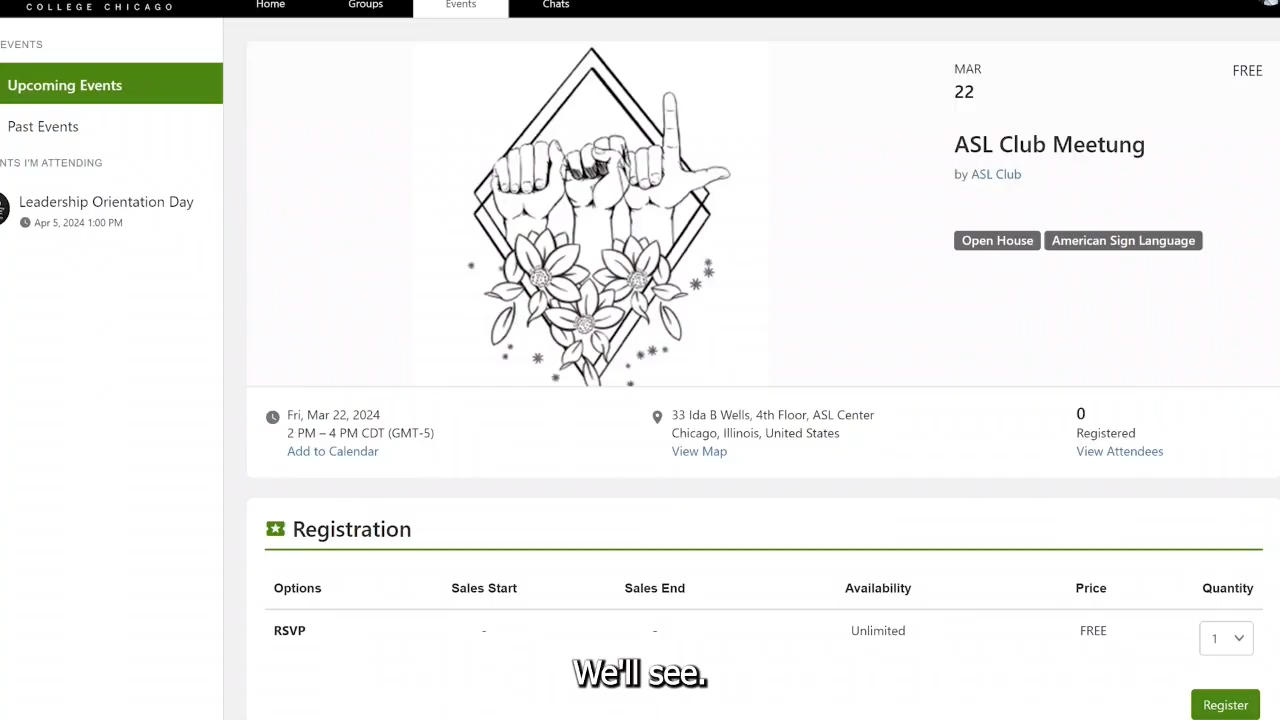 COLLEGE CHICAGO
Home Groups Events Chats
EVENTS
Upcoming Events
Past Events
NTS I'M ATTENDING
Leadership Orientation Day
Apr 5, 2024 1:00 PM
MAR
22
FREE
ASL Club Meetung
by ASL Club
Open House American Sign Language
Fri, Mar 22, 2024
2 PM – 4 PM CDT (GMT-5)
Add to Calendar
33 Ida B Wells, 4th Floor, ASL Center
Chicago, Illinois, United States
View Map
0
Registered
View Attendees
Registration
Options Sales Start Sales End Availability Price Quantity
RSVP - - Unlimited FREE 1
We'll see.
Register